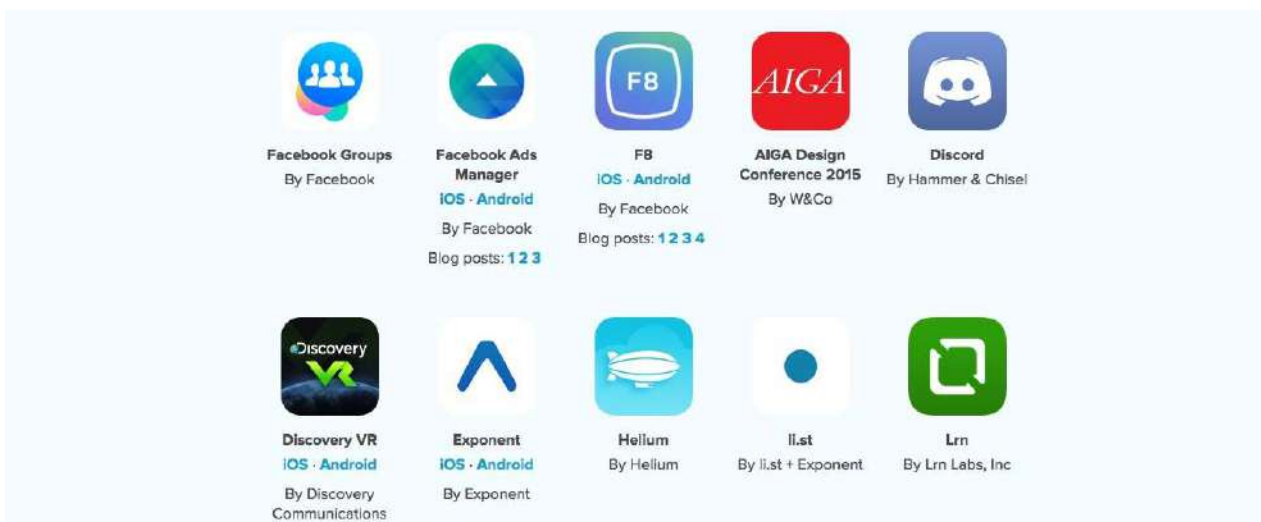 F8
AIGA
Facebook Groups
By Facebook
Facebook Ads
Manager
iOS · Android
By Facebook
Blog posts: 1 2 3
F8
iOS · Android
By Facebook
Blog posts: 1 2 3 4
AIGA Design
Conference 2015
By W&Co
Discord
By Hammer & Chisel
Discovery
VR
Discovery VR
iOS · Android
By Discovery
Communications
Exponent
iOS · Android
By Exponent
Helium
By Helium
li.st
By li.st + Exponent
Lrn
By Lrn Labs, Inc